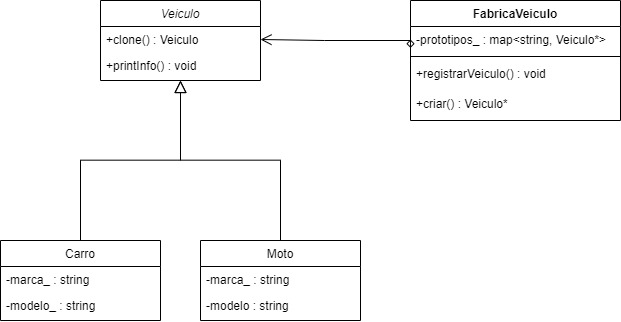 Veiculo
+clone() : Veiculo
+printInfo() : void
FabricaVeiculo
-prototipos_ : map<string, Veiculo*>
+registrarVeiculo() : void
+criar() : Veiculo*
Carro
-marca_ : string
-modelo_ : string
Moto
-marca_ : string
-modelo : string